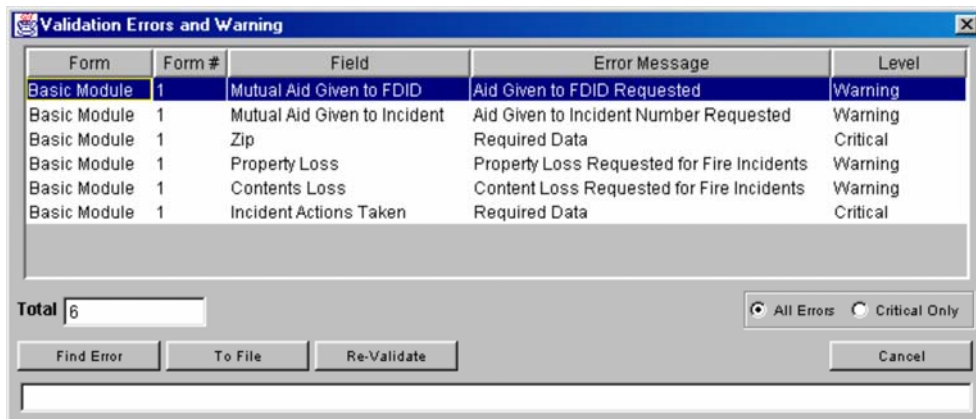 Validation Errors and Warning
Form Form # Field Error Message Level
Basic Module 1 Mutual Aid Given to FDID Aid Given to FDID Requested Warning
Basic Module 1 Mutual Aid Given to Incident Aid Given to Incident Number Requested Warning
Basic Module 1 Zip Required Data Critical
Basic Module 1 Property Loss Property Loss Requested for Fire Incidents Warning
Basic Module 1 Contents Loss Content Loss Requested for Fire Incidents Warning
Basic Module 1 Incident Actions Taken Required Data Critical
Total 6 All Errors Critical Only
Find Error To File Re-Validate Cancel